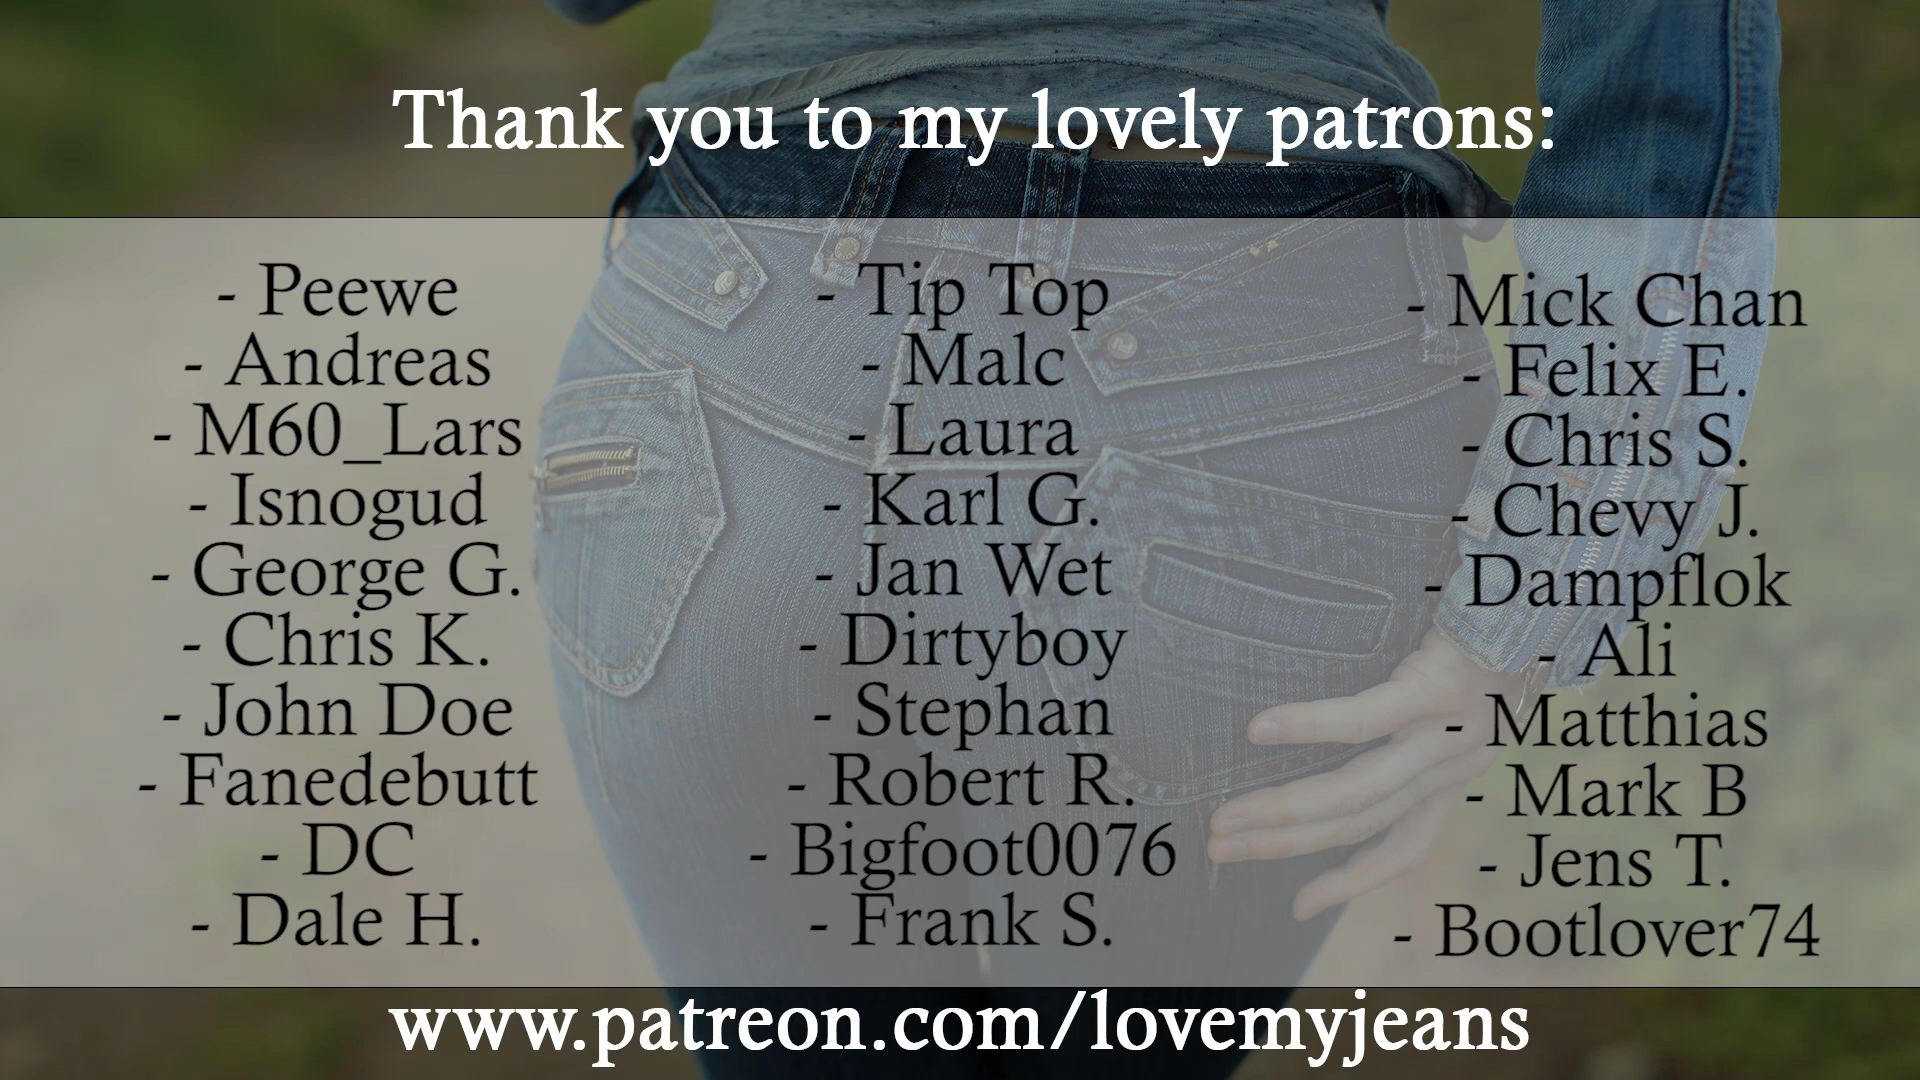 Thank you to my lovely patrons:
- Peewe
- Andreas
- M60_Lars
- Isnogud
- George G.
- Chris K.
- John Doe
- Fanedebutt
- DC
- Dale H.
- Tip Top
- Malc
- Laura
- Karl G.
- Jan Wet
- Dirtyboy
- Stephan
- Robert R.
- Bigfoot0076
- Frank S.
- Mick Chan
- Felix E.
- Chris S.
- Chevy J.
- Dampflok
- Ali
- Matthias
- Mark B
- Jens T.
- Bootlover74
www.patreon.com/lovemyjeans